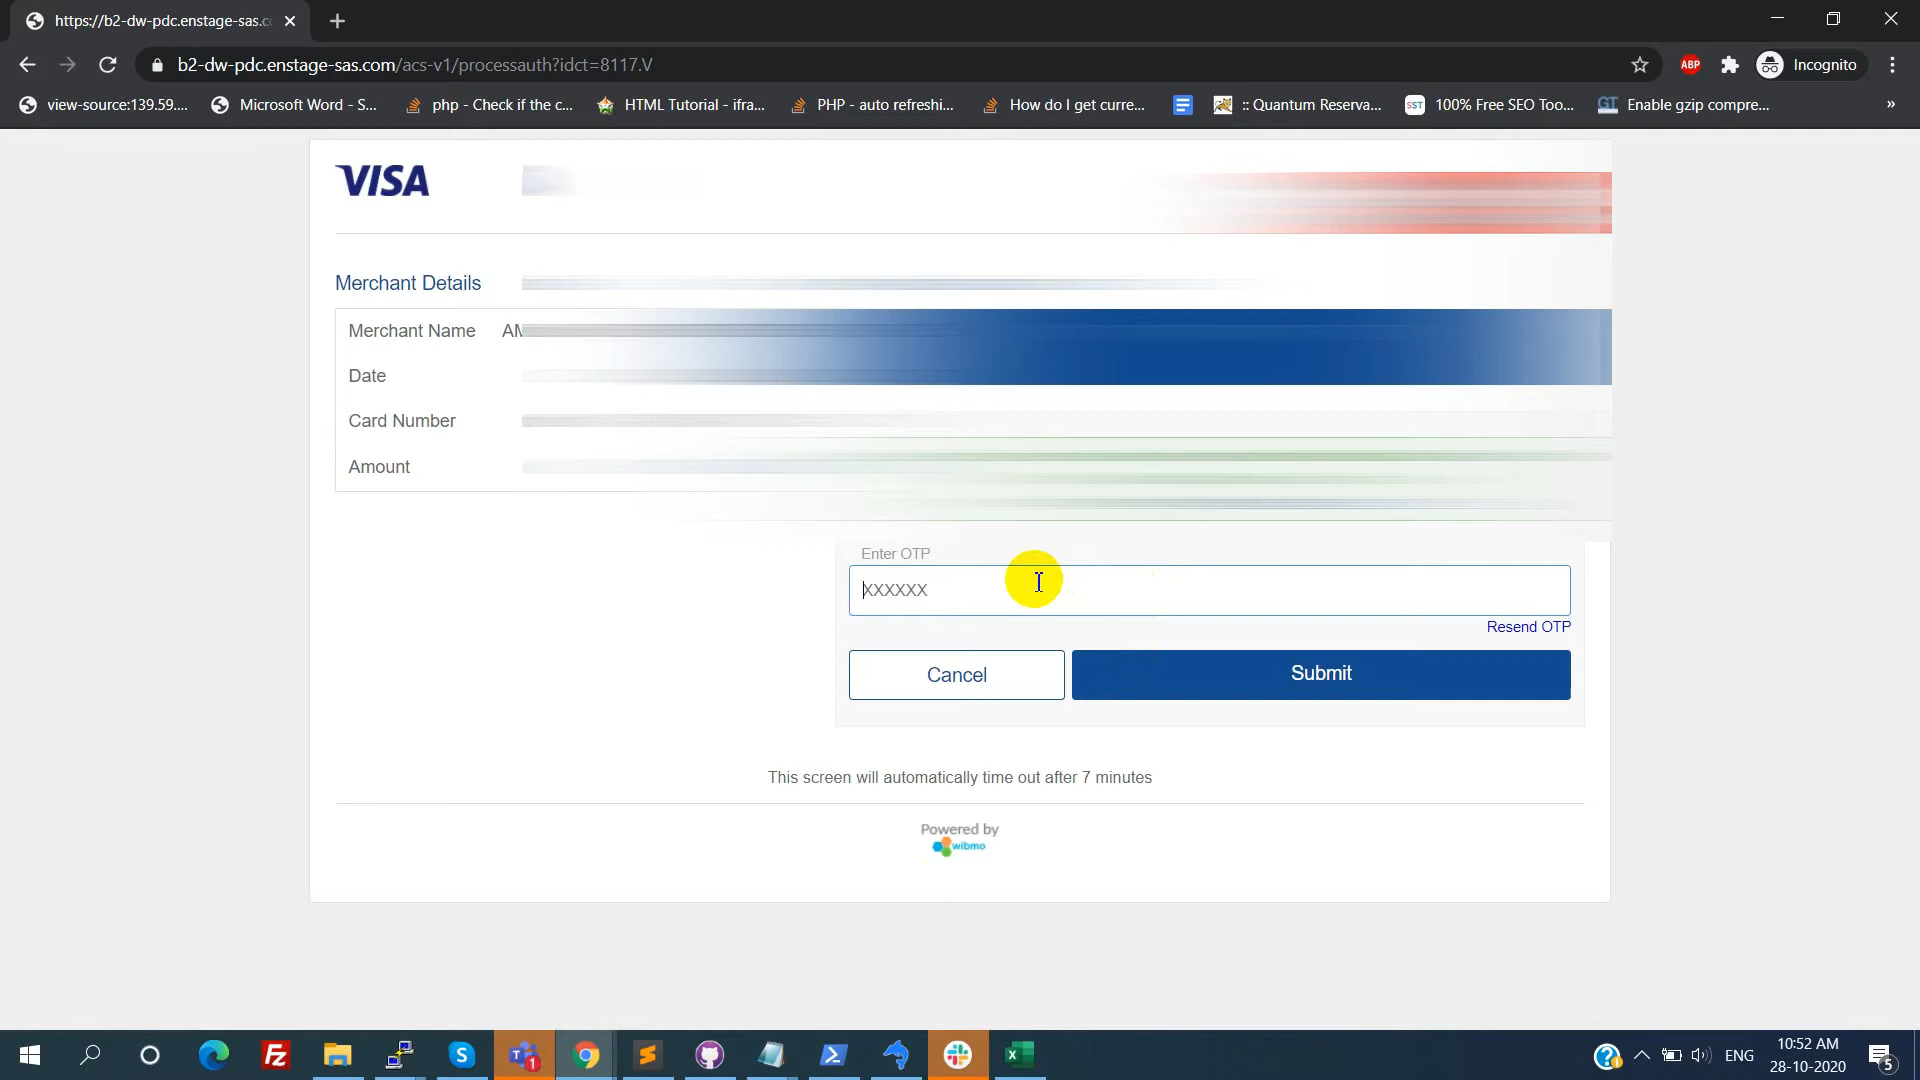 https://b2-dw-pdc.enstage-sas.c
b2-dw-pdc.enstage-sas.com/acs-v1/processauth?idct=8117.V
ABP
Incognito
view-source:139.59....
Microsoft Word - S...
php - Check if the c...
HTML Tutorial - ifra...
PHP - auto refreshi...
How do I get curre...
:: Quantum Reserva...
SST
100% Free SEO Too...
GT
Enable gzip compre...
»
VISA
Merchant Details
Merchant Name
Date
Card Number
Amount
Enter OTP
XXXXXX
Resend OTP
Cancel
Submit
This screen will automatically time out after 7 minutes
Powered by
wibmo
ENG
10:52 AM
28-10-2020
5